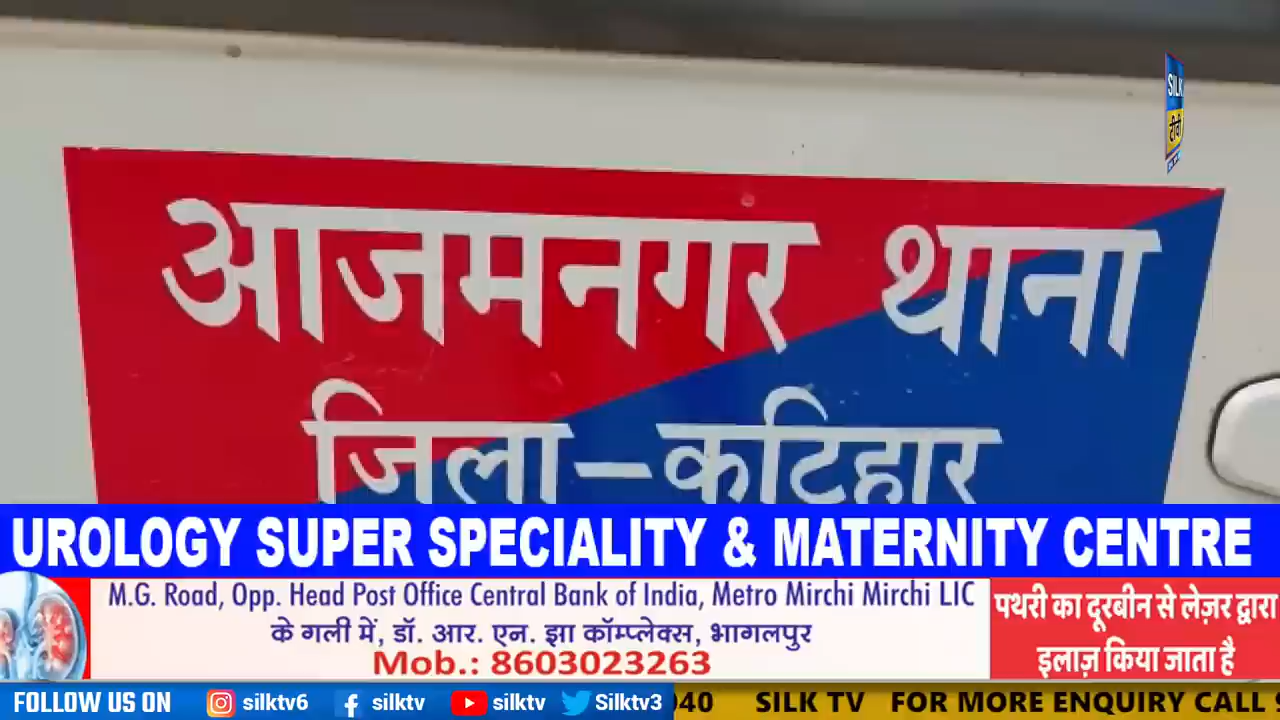 SILK
टीवी
आजमनगर थाना
जिला-कटिहार
UROLOGY SUPER SPECIALITY & MATERNITY CENTRE
M.G. Road, Opp. Head Post Office Central Bank of India, Metro Mirchi Mirchi LIC
के गली में, डॉ. आर. एन. झा कॉम्प्लेक्स, भागलपुर
Mob.: 8603023263
पथरी का दूरबीन से लेज़र द्वारा
इलाज़ किया जाता है
FOLLOW US ON silktv6 silktv silktv Silktv3 040 SILK TV FOR MORE ENQUIRY CALL